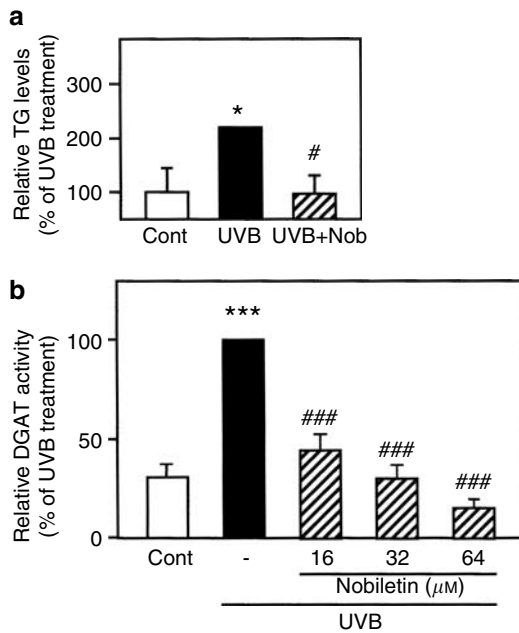 a
Relative TG levels
(% of UVB treatment)
300
200
100
*
#
Cont UVB UVB+Nob
b
Relative DGAT activity
(% of UVB treatment)
100
50
0
***
###
###
###
Cont - 16 32 64
Nobiletin (μM)
UVB